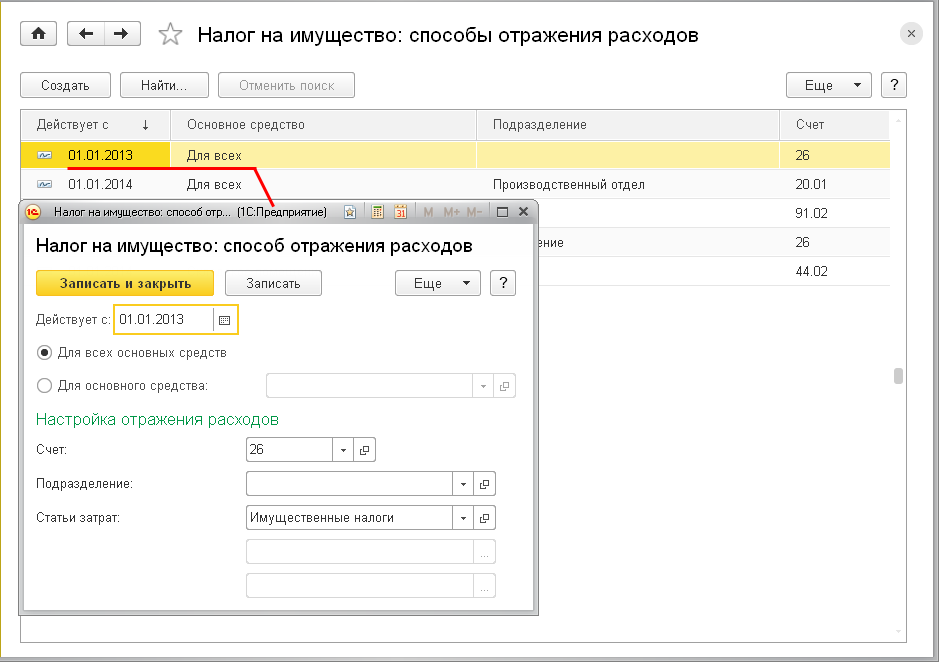 Налог на имущество: способы отражения расходов
Создать Найти... Отменить поиск Еще ?
Действует с ↓ Основное средство Подразделение Счет
01.01.2013 Для всех 26
01.01.2014 Для всех Производственный отдел 20.01
91.02
ение 26
44.02
Налог на имущество: способ отр... (1С:Предприятие) M M+ M-
Налог на имущество: способ отражения расходов
Записать и закрыть Записать Еще ?
Действует с: 01.01.2013
Для всех основных средств
Для основного средства:
Настройка отражения расходов
Счет: 26
Подразделение:
Статьи затрат: Имущественные налоги
...
...